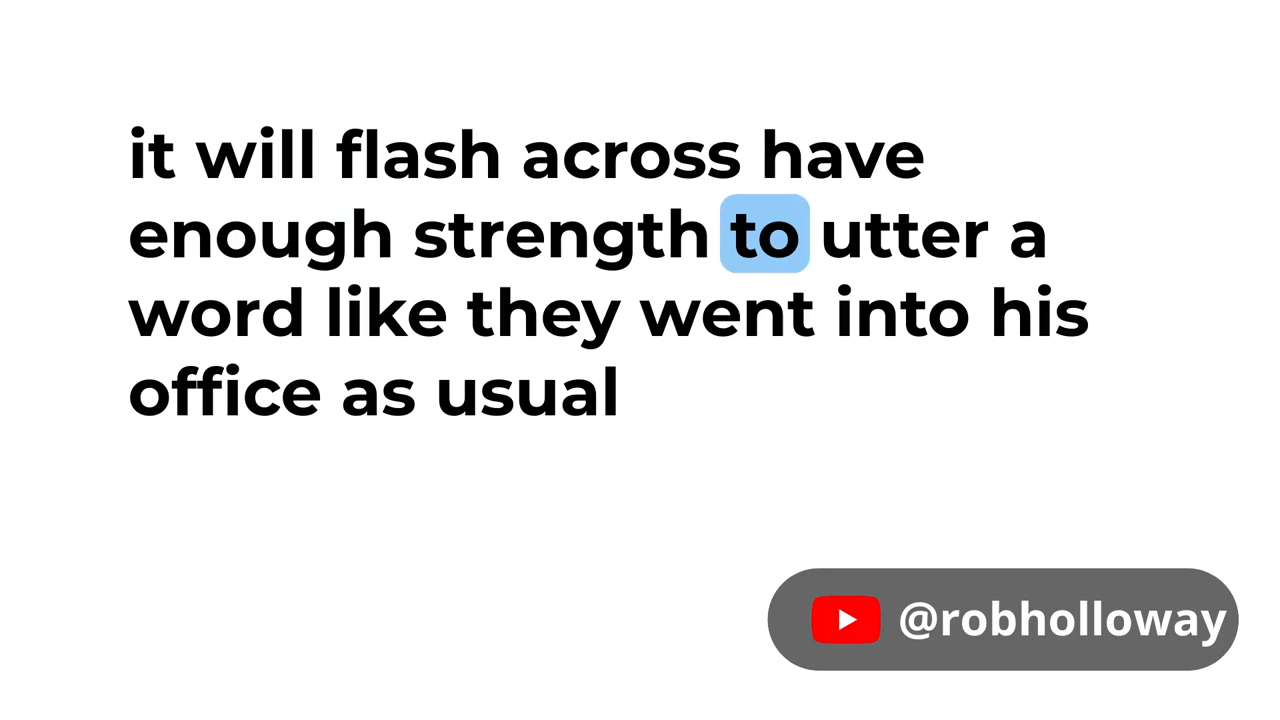 it will flash across have
enough strength to utter a
word like they went into his
office as usual
@robholloway